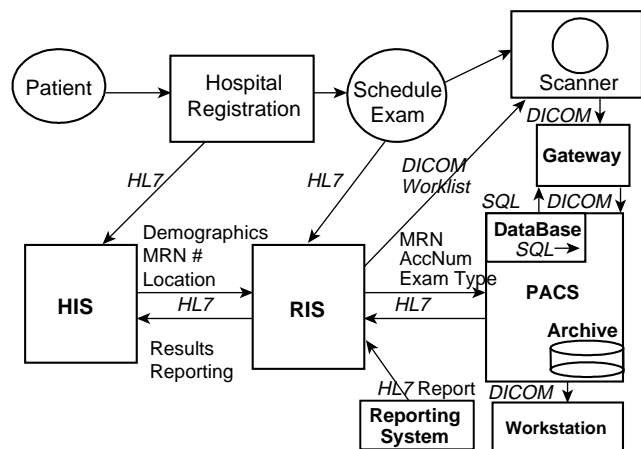 Patient
Hospital
Registration
Schedule
Exam
Scanner
DICOM
Gateway
HL7
HL7
DICOM
Worklist
SQL
DICOM
DataBase
SQL
Demographics
MRN #
Location
HL7
MRN
AccNum
Exam Type
HL7
HIS
RIS
PACS
Archive
Results
Reporting
HL7 Report
Reporting
System
DICOM
Workstation